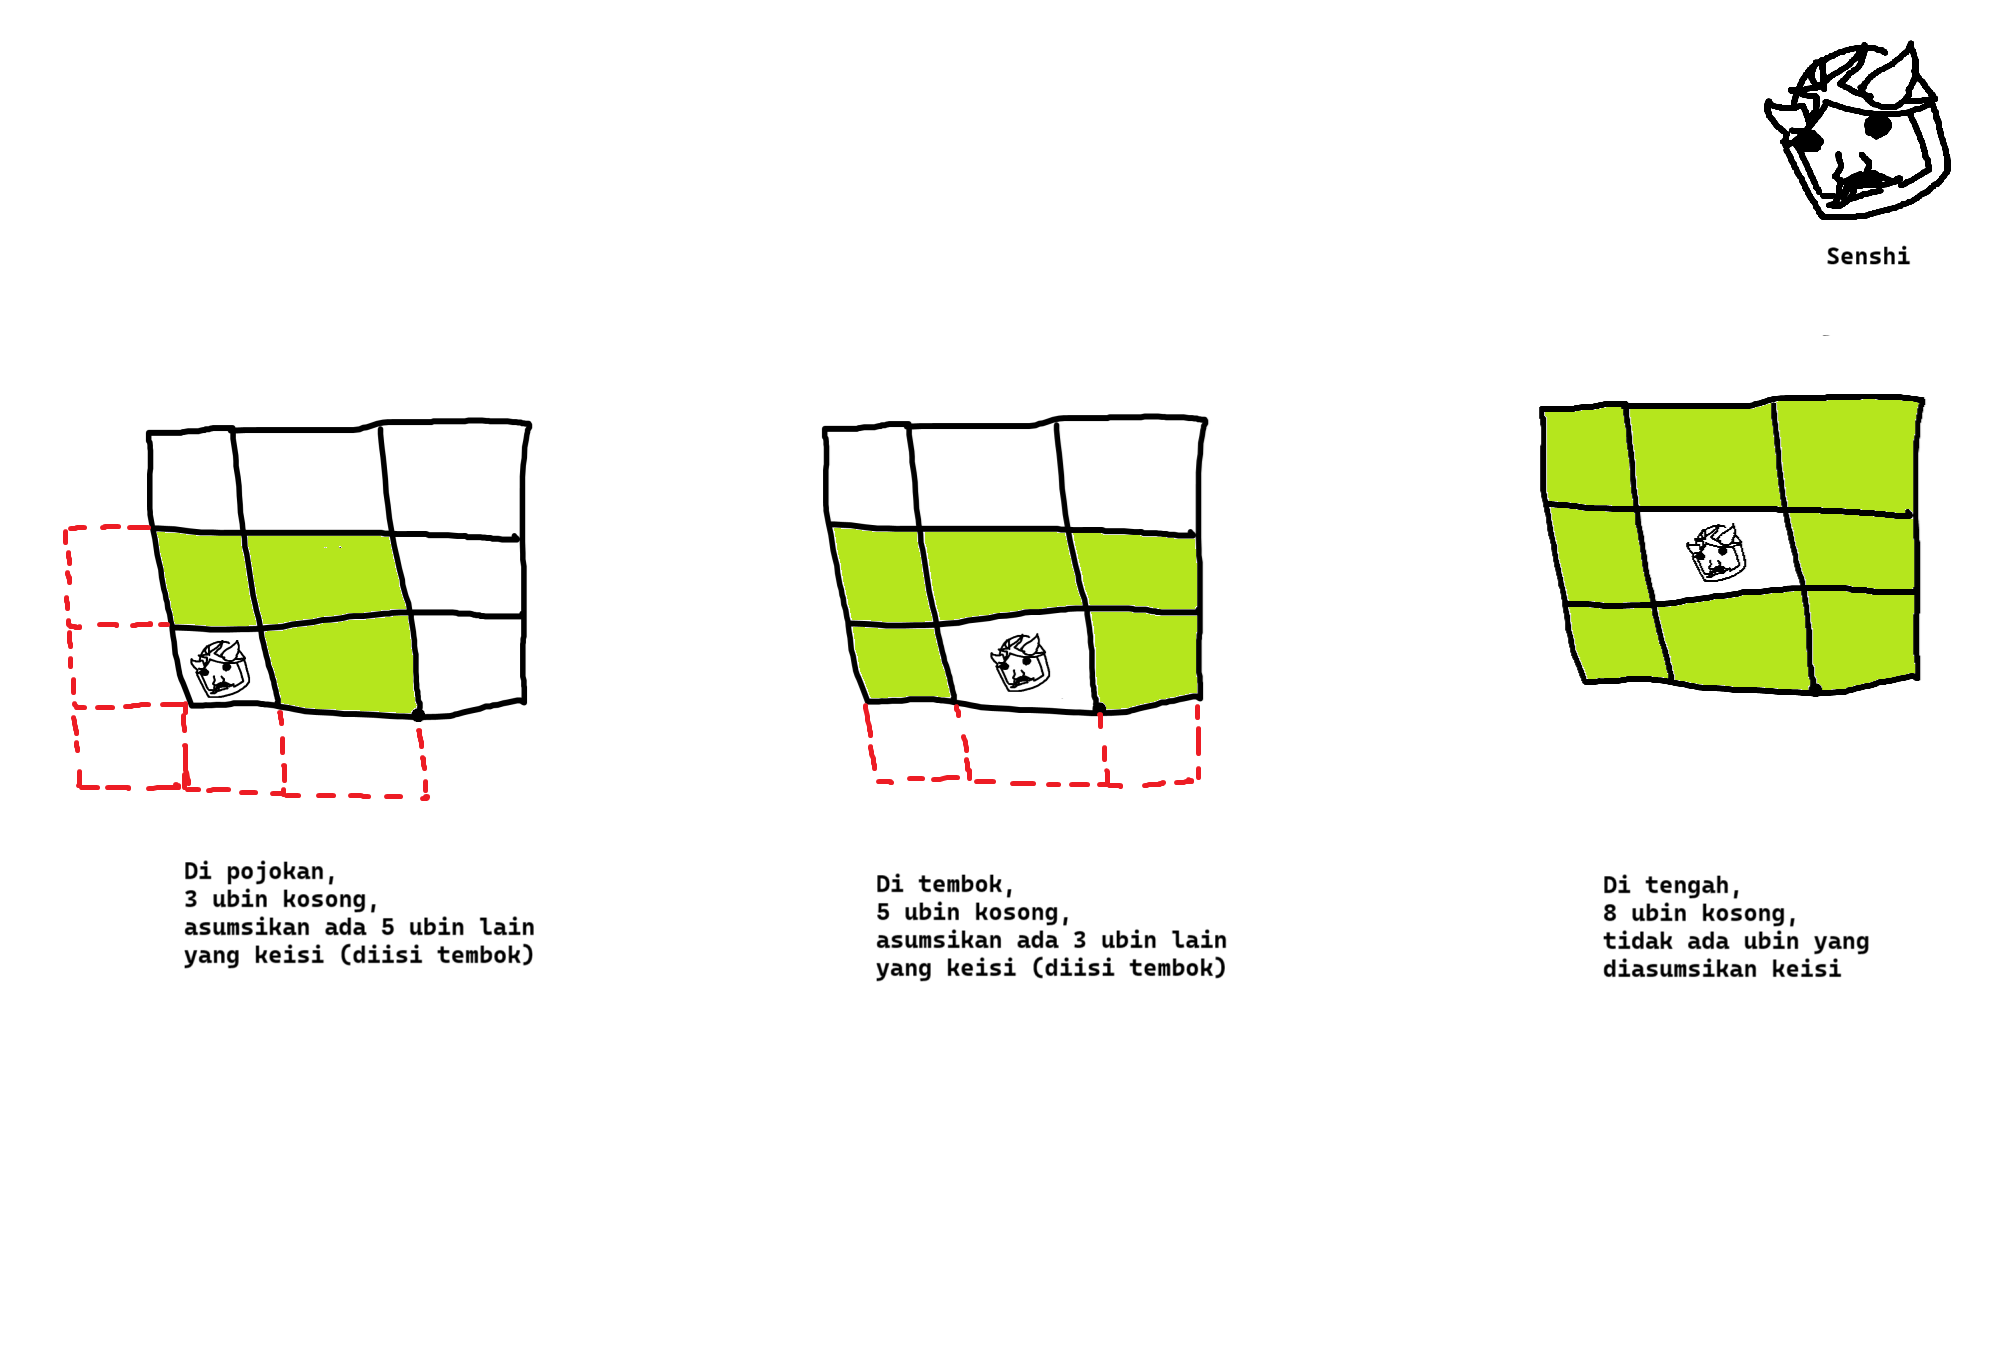 Senshi
Di pojokan,
3 ubin kosong,
asumsikan ada 5 ubin lain
yang keisi (diisi tembok)
Di tembok,
5 ubin kosong,
asumsikan ada 3 ubin lain
yang keisi (diisi tembok)
Di tengah,
8 ubin kosong,
tidak ada ubin yang
diasumsikan keisi